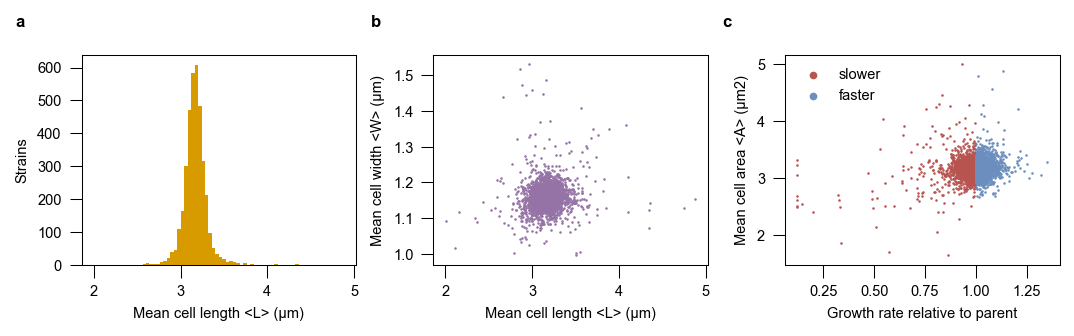 a
b
c
600
500
400
300
200
100
0
Strains
2
3
4
5
Mean cell length <L> (μm)
1.5
1.4
1.3
1.2
1.1
1.0
Mean cell width <W> (μm)
2
3
4
5
Mean cell length <L> (μm)
slower
faster
5
4
3
2
Mean cell area <A> (μm2)
0.25
0.50
0.75
1.00
1.25
Growth rate relative to parent